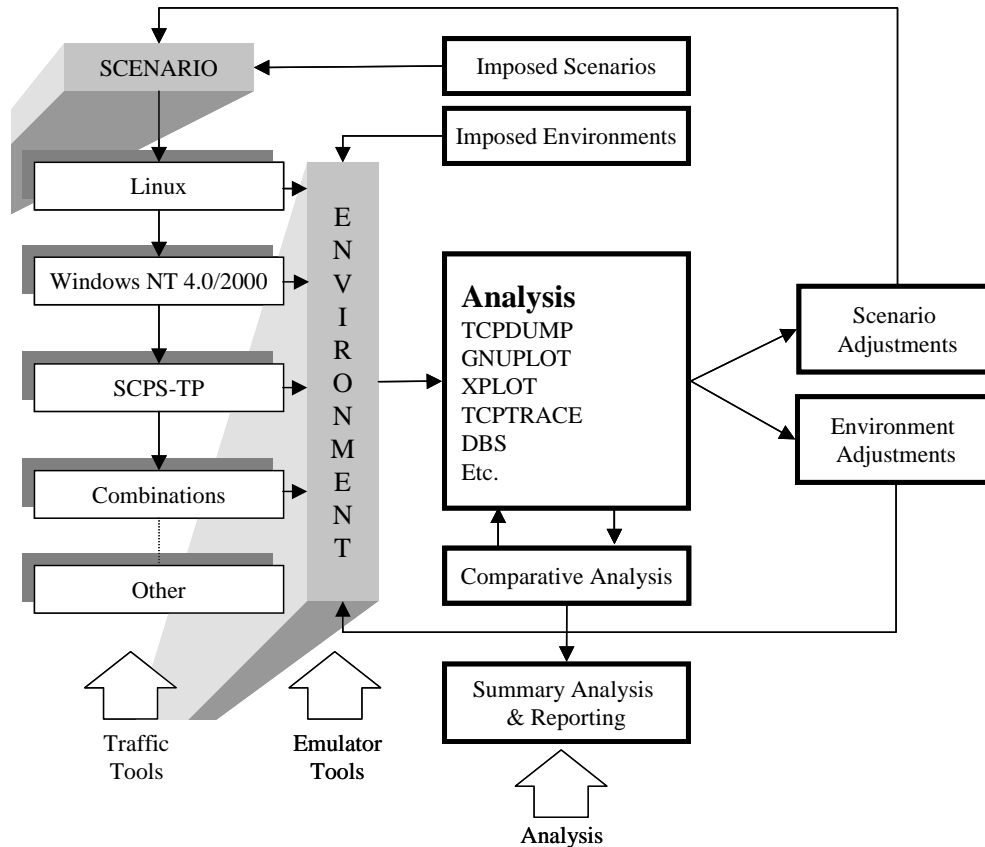 SCENARIO
Imposed Scenarios
Imposed Environments
Linux
Windows NT 4.0/2000
SCPS-TP
Combinations
Other
ENVIRONMENT
Analysis
TCPDUMP
GNUPLOT
XPLOT
TCPTRACE
DBS
Etc.
Scenario
Adjustments
Environment
Adjustments
Comparative Analysis
Summary Analysis
& Reporting
Traffic
Tools
Emulator
Tools
Analysis